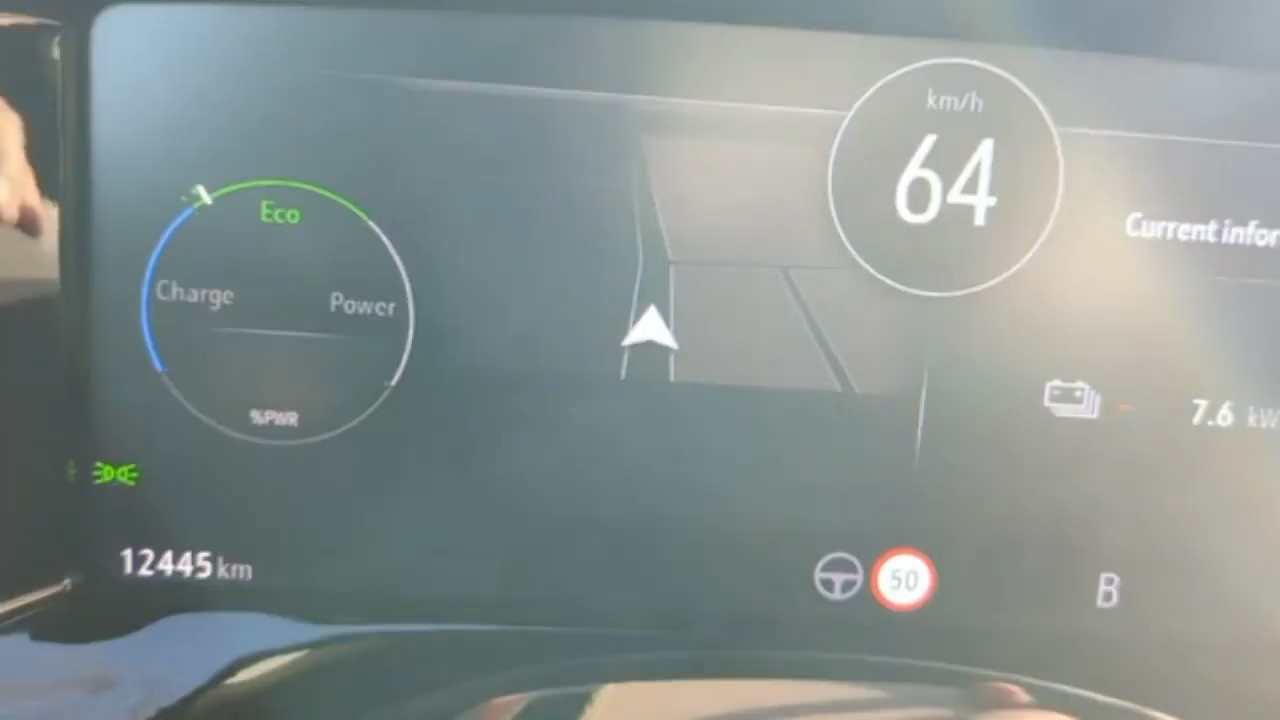 km/h
64
Eco
Current infor
Charge
Power
%PWR
7.6 kW
12445 km
50
B